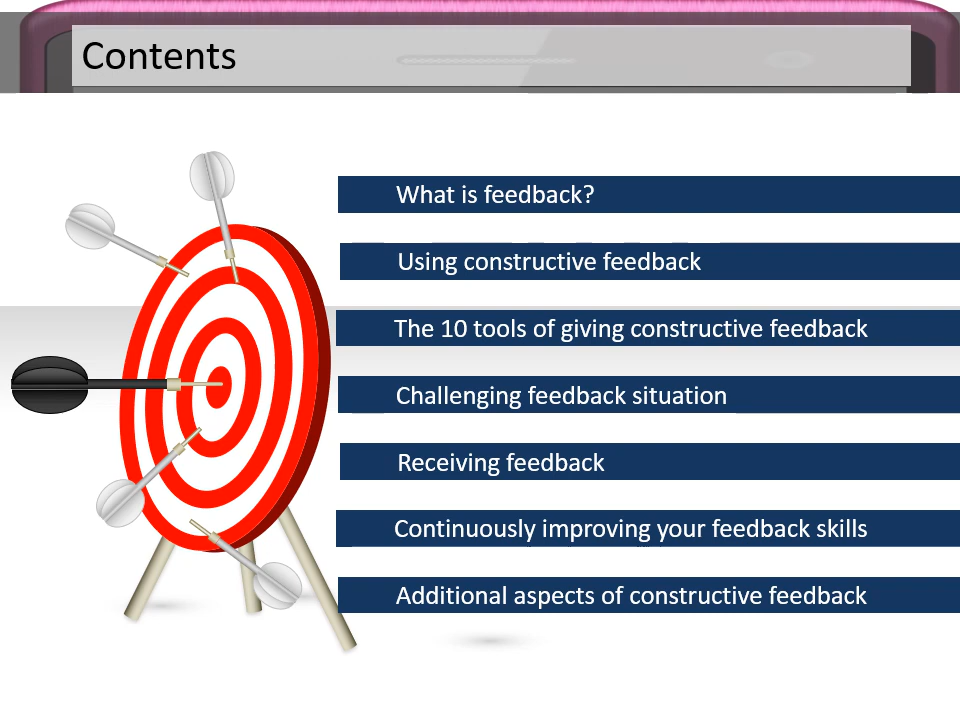 Contents
What is feedback?
Using constructive feedback
The 10 tools of giving constructive feedback
Challenging feedback situation
Receiving feedback
Continuously improving your feedback skills
Additional aspects of constructive feedback